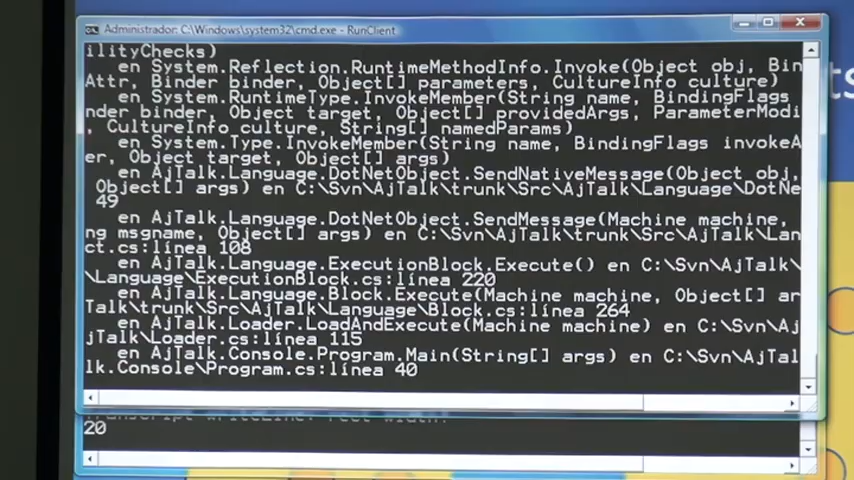 Administrador: C:\Windows\system32\cmd.exe - RunClient
ilityChecks)
en System.Reflection.RuntimeMethodInfo.Invoke(Object obj, Bin
Attr, Binder binder, Object[] parameters, CultureInfo culture)
en System.RuntimeType.InvokeMember(String name, BindingFlags
nder binder, Object target, Object[] providedArgs, ParameterModi
, CultureInfo culture, String[] namedParams)
en System.Type.InvokeMember(String name, BindingFlags invokeA
er, Object target, Object[] args)
en AjTalk.Language.DotNetObject.SendNativeMessage(Object obj,
Object[] args) en C:\Svn\AjTalk\trunk\Src\AjTalk\Language\DotNe
49
en AjTalk.Language.DotNetObject.SendMessage(Machine machine,
ng msgname, Object[] args) en C:\Svn\AjTalk\trunk\Src\AjTalk\Lan
ct.cs:línea 108
en AjTalk.Language.ExecutionBlock.Execute() en C:\Svn\AjTalk\
\Language\ExecutionBlock.cs:línea 220
en AjTalk.Language.Block.Execute(Machine machine, Object[] ar
Talk\trunk\Src\AjTalk\Language\Block.cs:línea 264
en AjTalk.Loader.LoadAndExecute(Machine machine) en C:\Svn\Aj
jTalk\Loader.cs:línea 115
en AjTalk.Console.Program.Main(String[] args) en C:\Svn\AjTal
lk.Console\Program.cs:línea 40
20